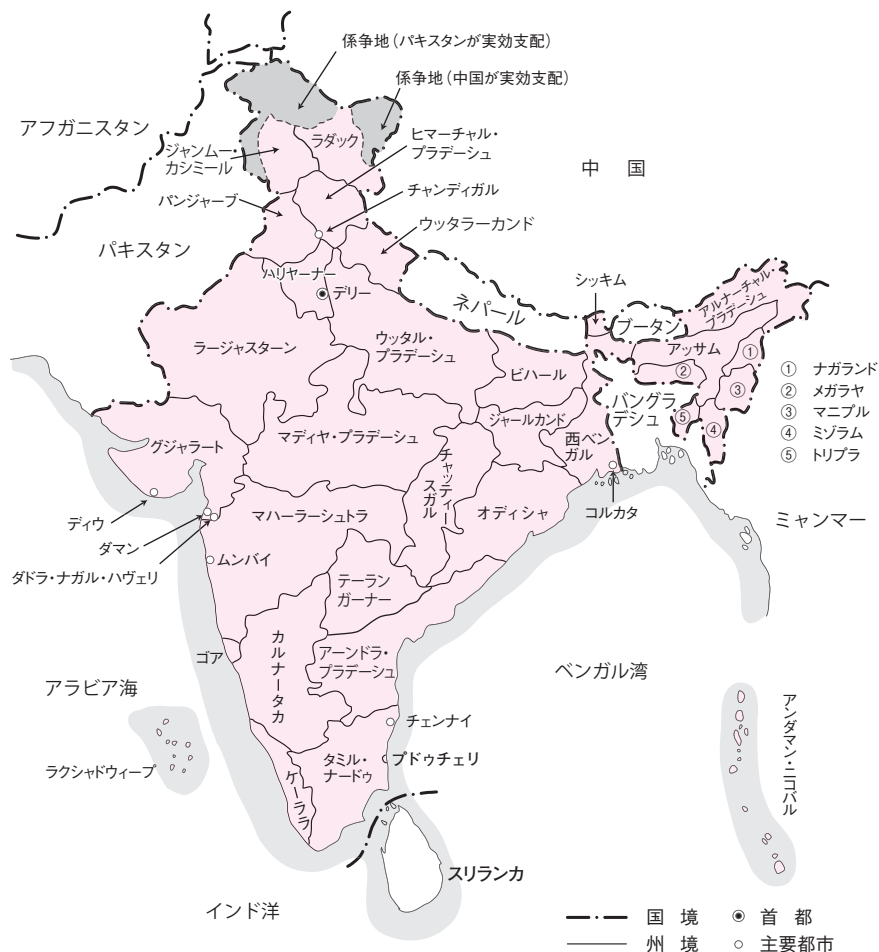 係争地（パキスタンが実効支配）
係争地（中国が実効支配）
アフガニスタン
ラダック
ヒマーチャル・
プラデーシュ
ジャンムー・
カシミール
中 国
パンジャーブ
チャンディガル
ウッタラーカンド
パキスタン
ハリヤーナー
デリー
シッキム
ネパール
ブータン
アルナーチャル・
プラデーシュ
ラージャスターン
ウッタル・
プラデーシュ
アッサム
ビハール
バングラ
デシュ
① ② ③ ④ ⑤
① ナガランド
② メガラヤ
③ マニプル
④ ミゾラム
⑤ トリプラ
グジャラート
マディヤ・プラデーシュ
ジャールカンド
西ベン
ガル
チャッティー
スガル
ディウ
マハーラーシュトラ
オディシャ
コルカタ
ミャンマー
ダマン
ムンバイ
ダドラ・ナガル・ハヴェリ
テーラン
ガーナー
カルナータカ
ゴア
アーンドラ・
プラデーシュ
ベンガル湾
アラビア海
チェンナイ
アンダマン・ニコバル
ラクシャドウィープ
タミル・
ナードゥ
プドゥチェリ
ケーララ
スリランカ
インド洋
国 境
首 都
州 境
主要都市